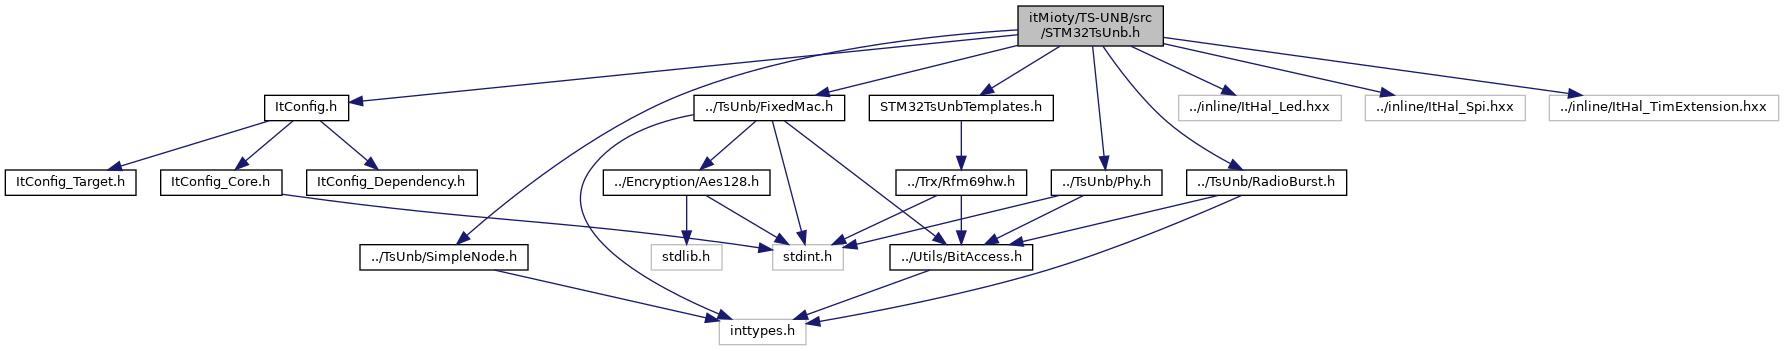 itMioty/TS-UNB/src
/STM32TsUnb.h
ItConfig.h
../TsUnb/FixedMac.h
STM32TsUnbTemplates.h
../inline/ItHal_Led.hxx
../inline/ItHal_Spi.hxx
../inline/ItHal_TimExtension.hxx
ItConfig_Target.h
ItConfig_Core.h
ItConfig_Dependency.h
../Encryption/Aes128.h
../Trx/Rfm69hw.h
../TsUnb/Phy.h
../TsUnb/RadioBurst.h
../TsUnb/SimpleNode.h
stdlib.h
stdint.h
../Utils/BitAccess.h
inttypes.h